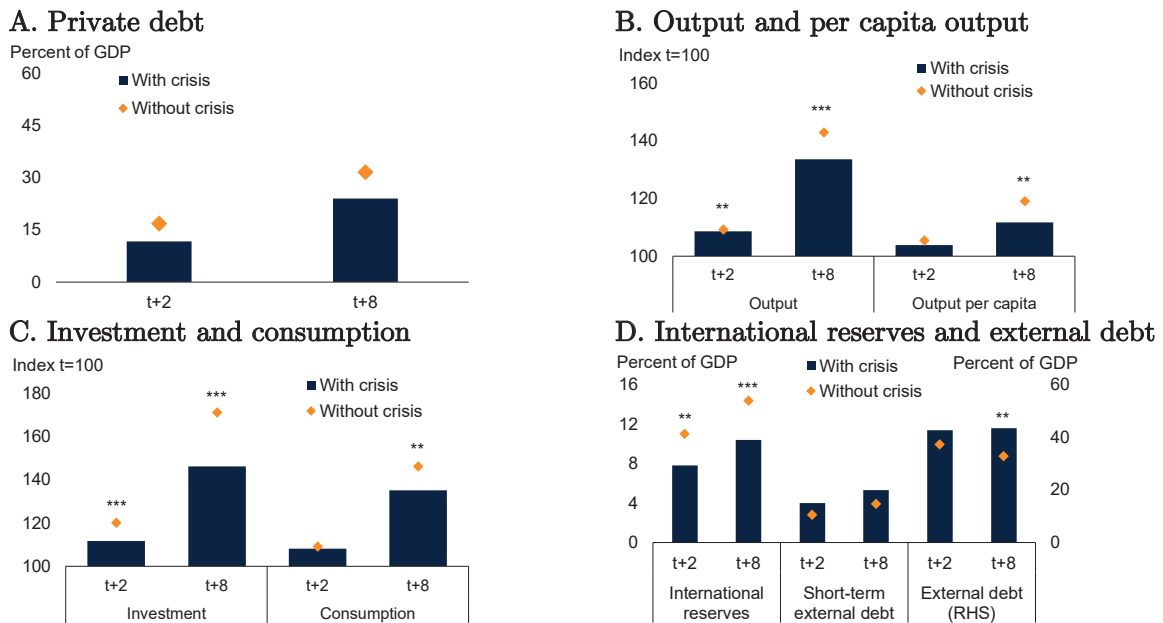 A. Private debt
Percent of GDP
60
With crisis
Without crisis
45
30
15
0
t+2
t+8
B. Output and per capita output
Index t=100
With crisis
Without crisis
160
***
140
120
**
**
100
t+2
t+8
t+2
t+8
Output
Output per capita
C. Investment and consumption
Index t=100
With crisis
Without crisis
180
***
160
**
140
***
120
100
t+2
t+8
t+2
t+8
Investment
Consumption
D. International reserves and external debt
Percent of GDP
With crisis
Without crisis
Percent of GDP
16
***
60
**
**
12
40
8
4
20
0
0
t+2
t+8
t+2
t+8
t+2
t+8
International
reserves
Short-term
external debt
External debt
(RHS)